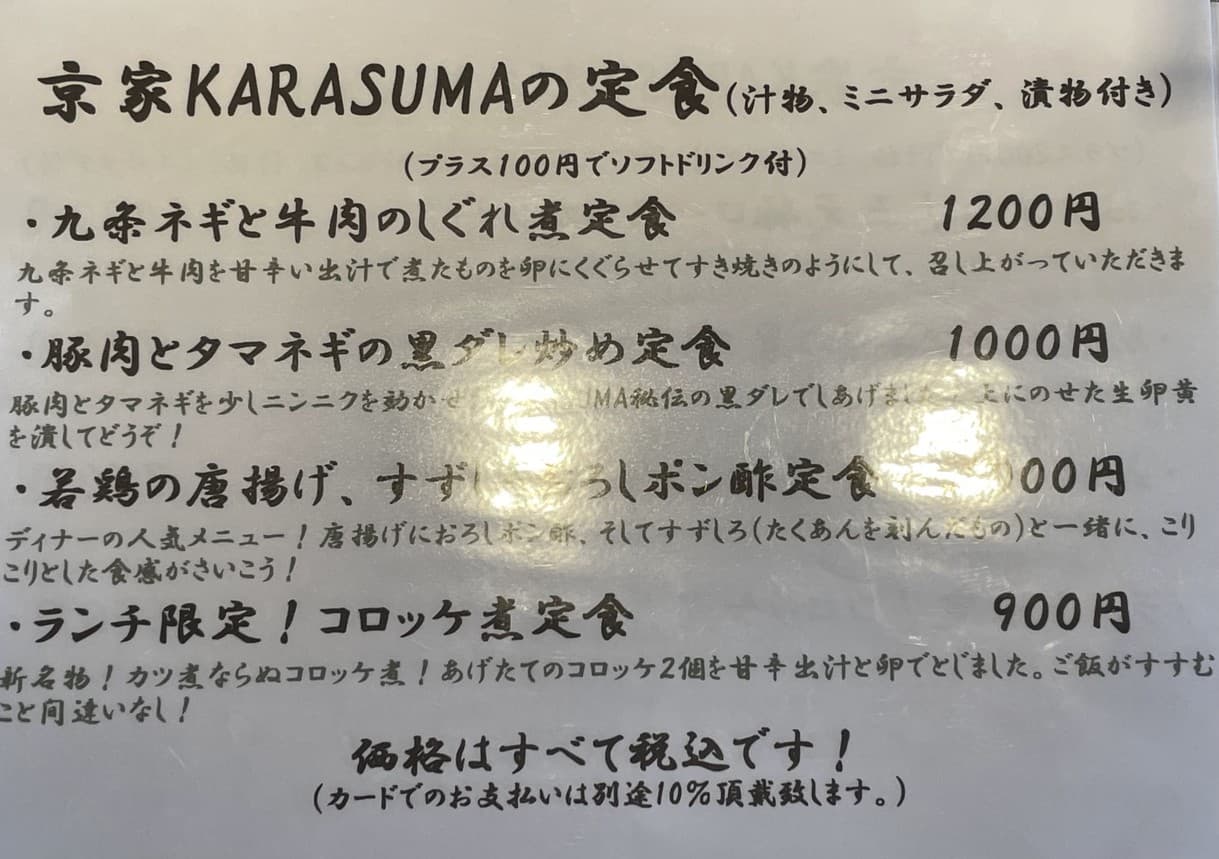 京家KARASUMAの定食(汁物、ミニサラダ、漬物付き)
(プラス100円でソフトドリンク付)
・九条ネギと牛肉のしぐれ煮定食 1200円
九条ネギと牛肉を甘辛い出汁で煮たものを卵にくぐらせてすき焼きのようにして、召し上がっていただきま
す。
・豚肉とタマネギの黒ダレ炒め定食 1000円
豚肉とタマネギを少しニンニクを効かせ UMA秘伝の黒ダレでしあげました 上にのせた生卵黄
を潰してどうぞ!
・若鶏の唐揚げ、すず ろしポン酢定食 00円
ディナーの人気メニュー!唐揚げにおろしポン酢、そしてすずしろ(たくあんを刻んだもの)と一緒に、こり
こりとした食感がさいこう!
・ランチ限定!コロッケ煮定食 900円
新名物!カツ煮ならぬコロッケ煮!あげたてのコロッケ2個を甘辛出汁と卵でとじました。ご飯がすすむ
こと間違いなし!
価格はすべて税込です!
(カードでのお支払いは別途10%頂戴致します。)